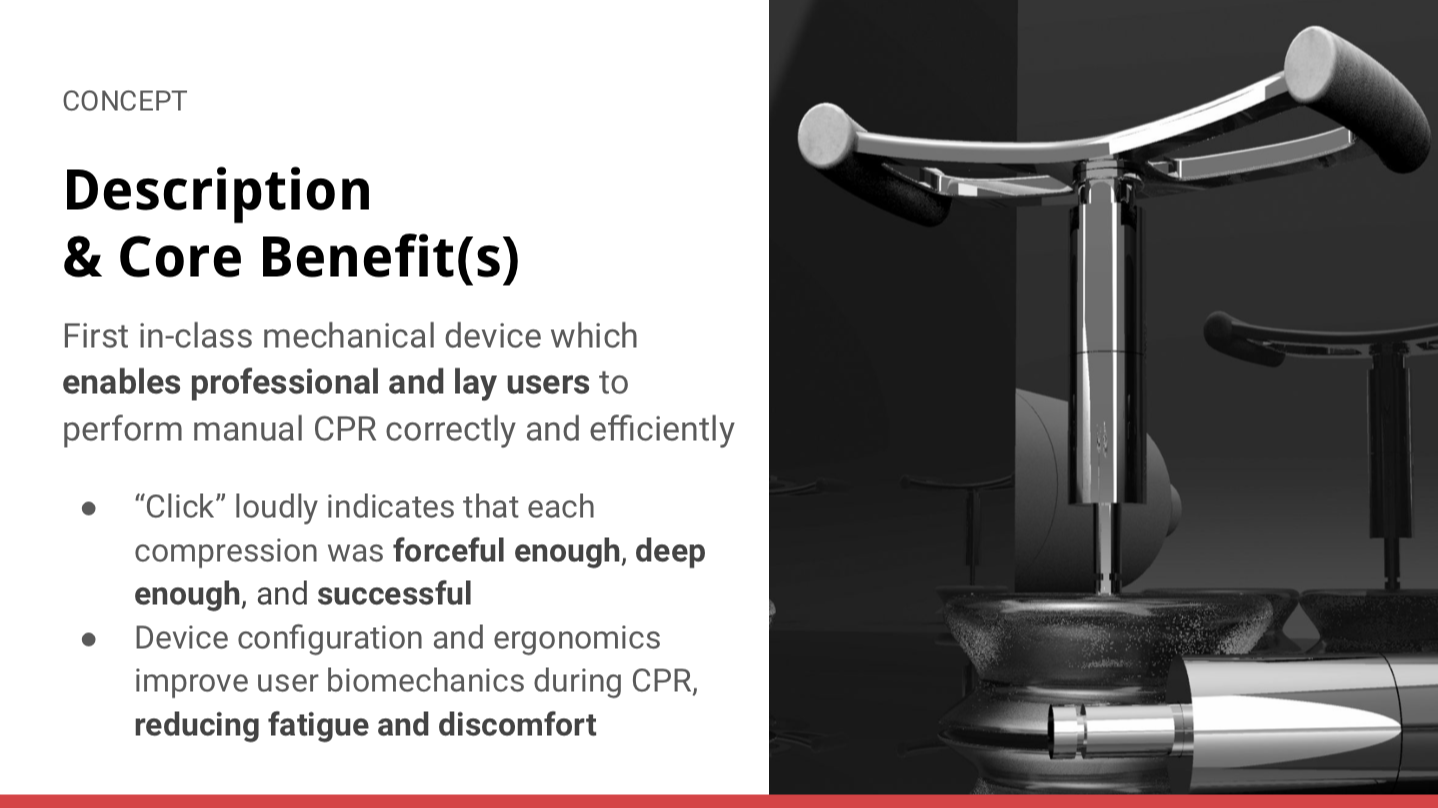 CONCEPT
Description
& Core Benefit(s)
First in-class mechanical device which
enables professional and lay users to
perform manual CPR correctly and efficiently
● “Click” loudly indicates that each
compression was forceful enough, deep
enough, and successful
● Device configuration and ergonomics
improve user biomechanics during CPR,
reducing fatigue and discomfort